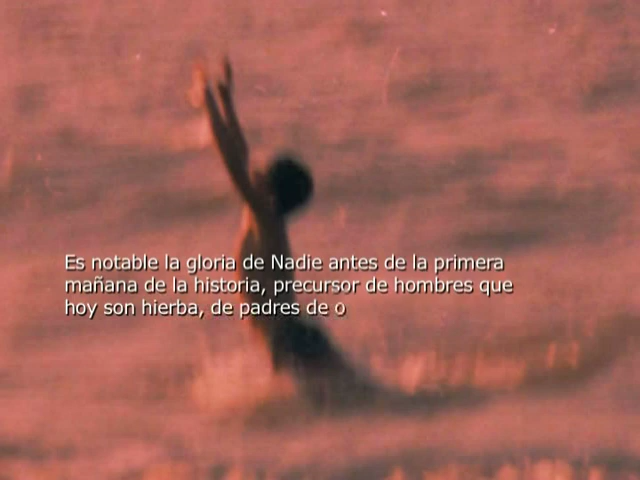 Es notable la gloria de Nadie antes de la primera
mañana de la historia, precursor de hombres que
hoy son hierba, de padres de o